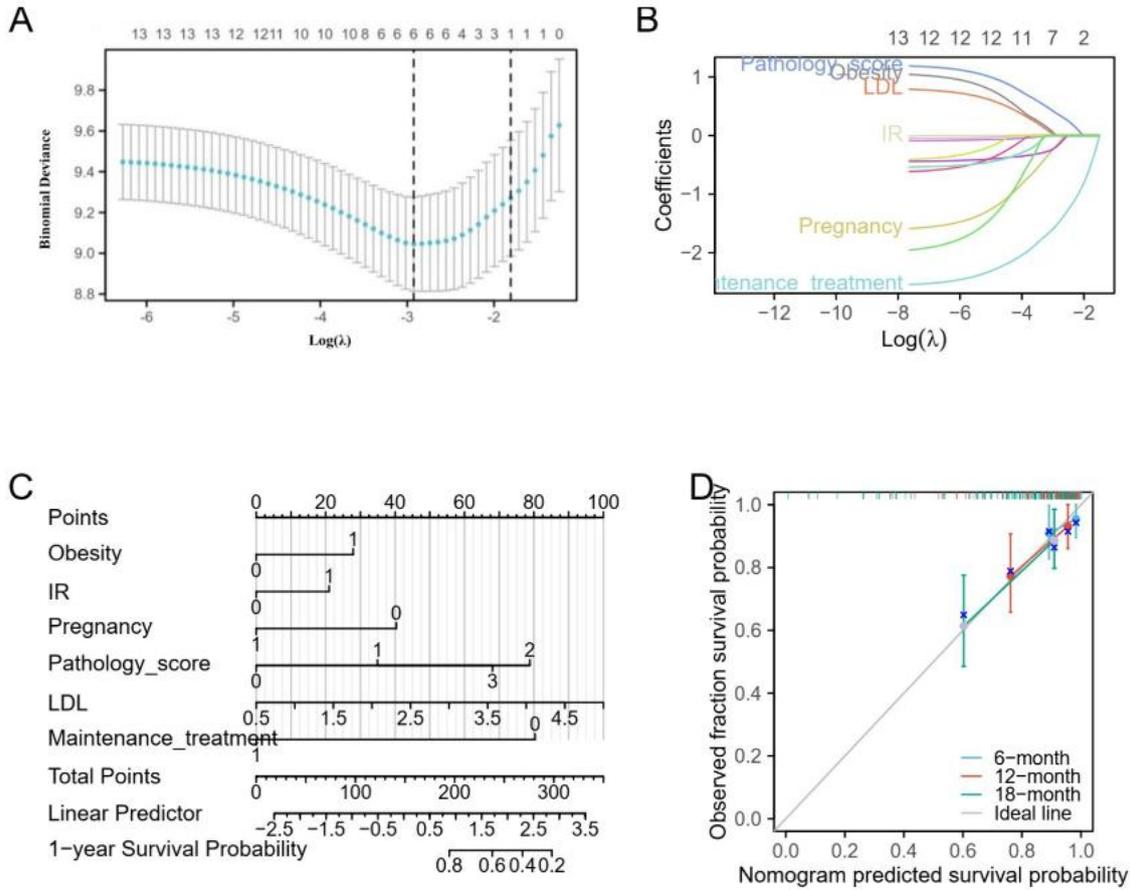 A
13 13 13 13 12 1211 10 10 10 8 6 6 6 6 6 4 3 3 1 1 1 0
Binomial Deviance
9.8
9.6
9.4
9.2
9.0
8.8
-6 -5 -4 -3 -2
Log(λ)
B
13 12 12 12 11 7 2
Coefficients
1
0
−1
−2
Pathology_score
Obesity
LDL
IR
Pregnancy
ntenance_treatment
−12 −10 −8 −6 −4 −2
Log(λ)
C
Points
0 20 40 60 80 100
Obesity
0 1
IR
0 1
Pregnancy
1 0
Pathology_score
0 1 3 2
LDL
0.5 1.5 2.5 3.5 4.5
Maintenance_treatment
1 0
Total Points
0 100 200 300
Linear Predictor
−2.5 −1.5 −0.5 0.5 1.5 2.5 3.5
1−year Survival Probability
0.8 0.6 0.4 0.2
D
Observed fraction survival probability
1.0
0.8
0.6
0.4
0.2
0.0
6−month
12−month
18−month
Ideal line
0.0 0.2 0.4 0.6 0.8 1.0
Nomogram predicted survival probability